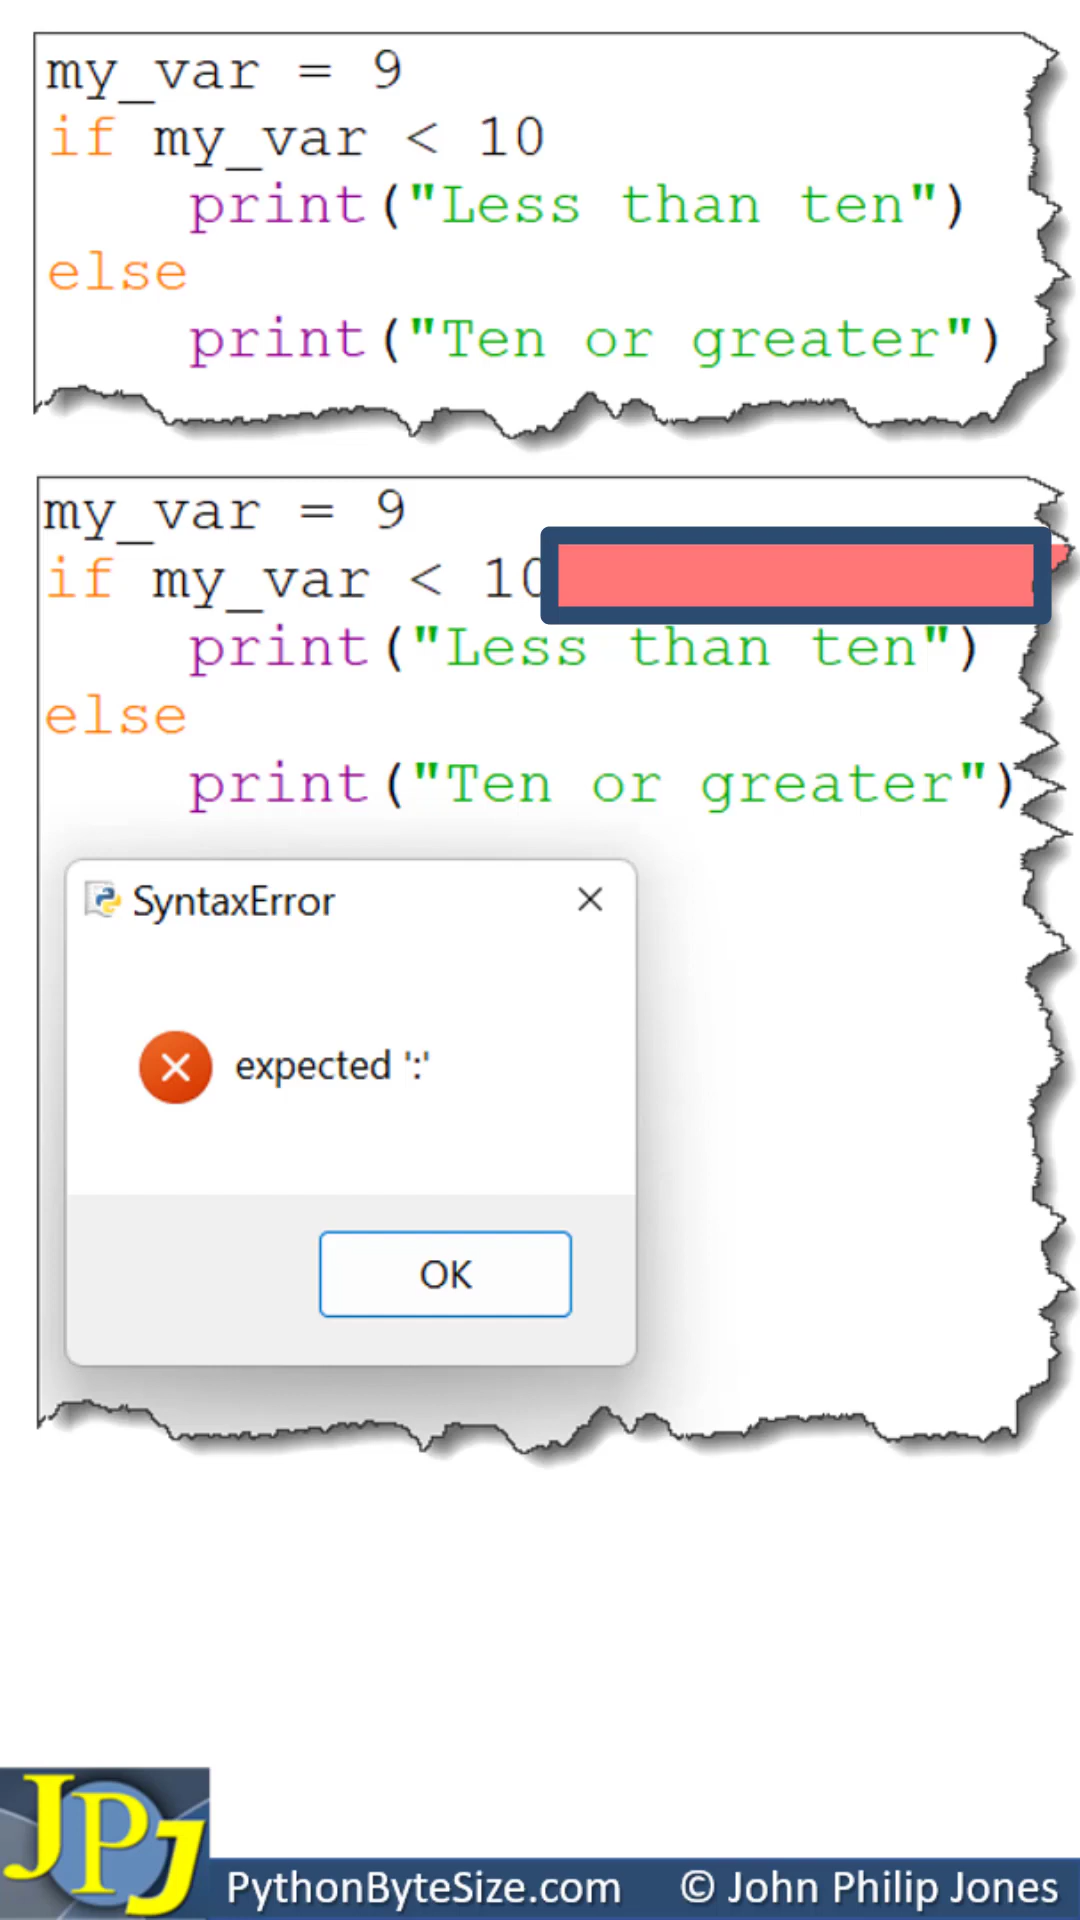 my_var = 9
if my_var < 10
    print("Less than ten")
else
    print("Ten or greater")
my_var = 9
if my_var < 10
    print("Less than ten")
else
    print("Ten or greater")
SyntaxError
expected ':'
OK
JPJ
PythonByteSize.com © John Philip Jones